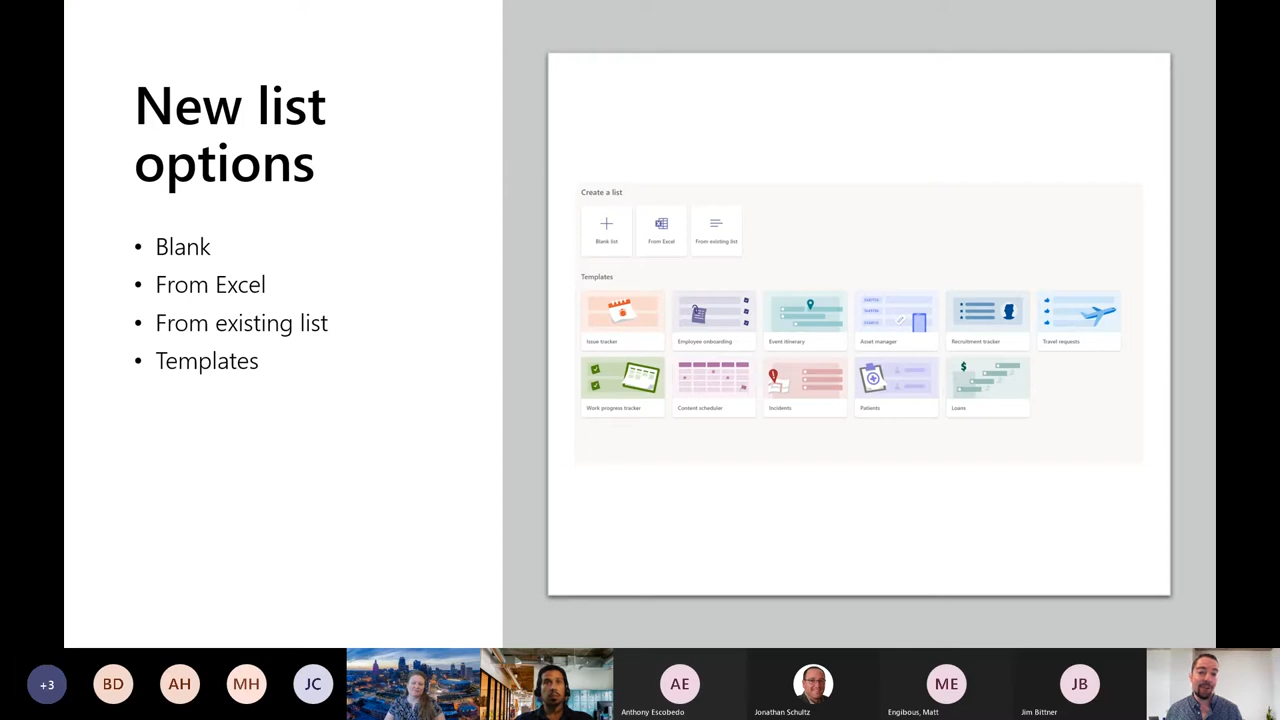 New list
options
• Blank
• From Excel
• From existing list
• Templates
Create a list
Blank list
From Excel
From existing list
Templates
Issue tracker
Employee onboarding
Event itinerary
Asset manager
Recruitment tracker
Travel requests
Work progress tracker
Content scheduler
Incidents
Patients
Loans
+3
BD
AH
MH
JC
AE
Anthony Escobedo
Jonathan Schultz
ME
Engibous, Matt
JB
Jim Bittner